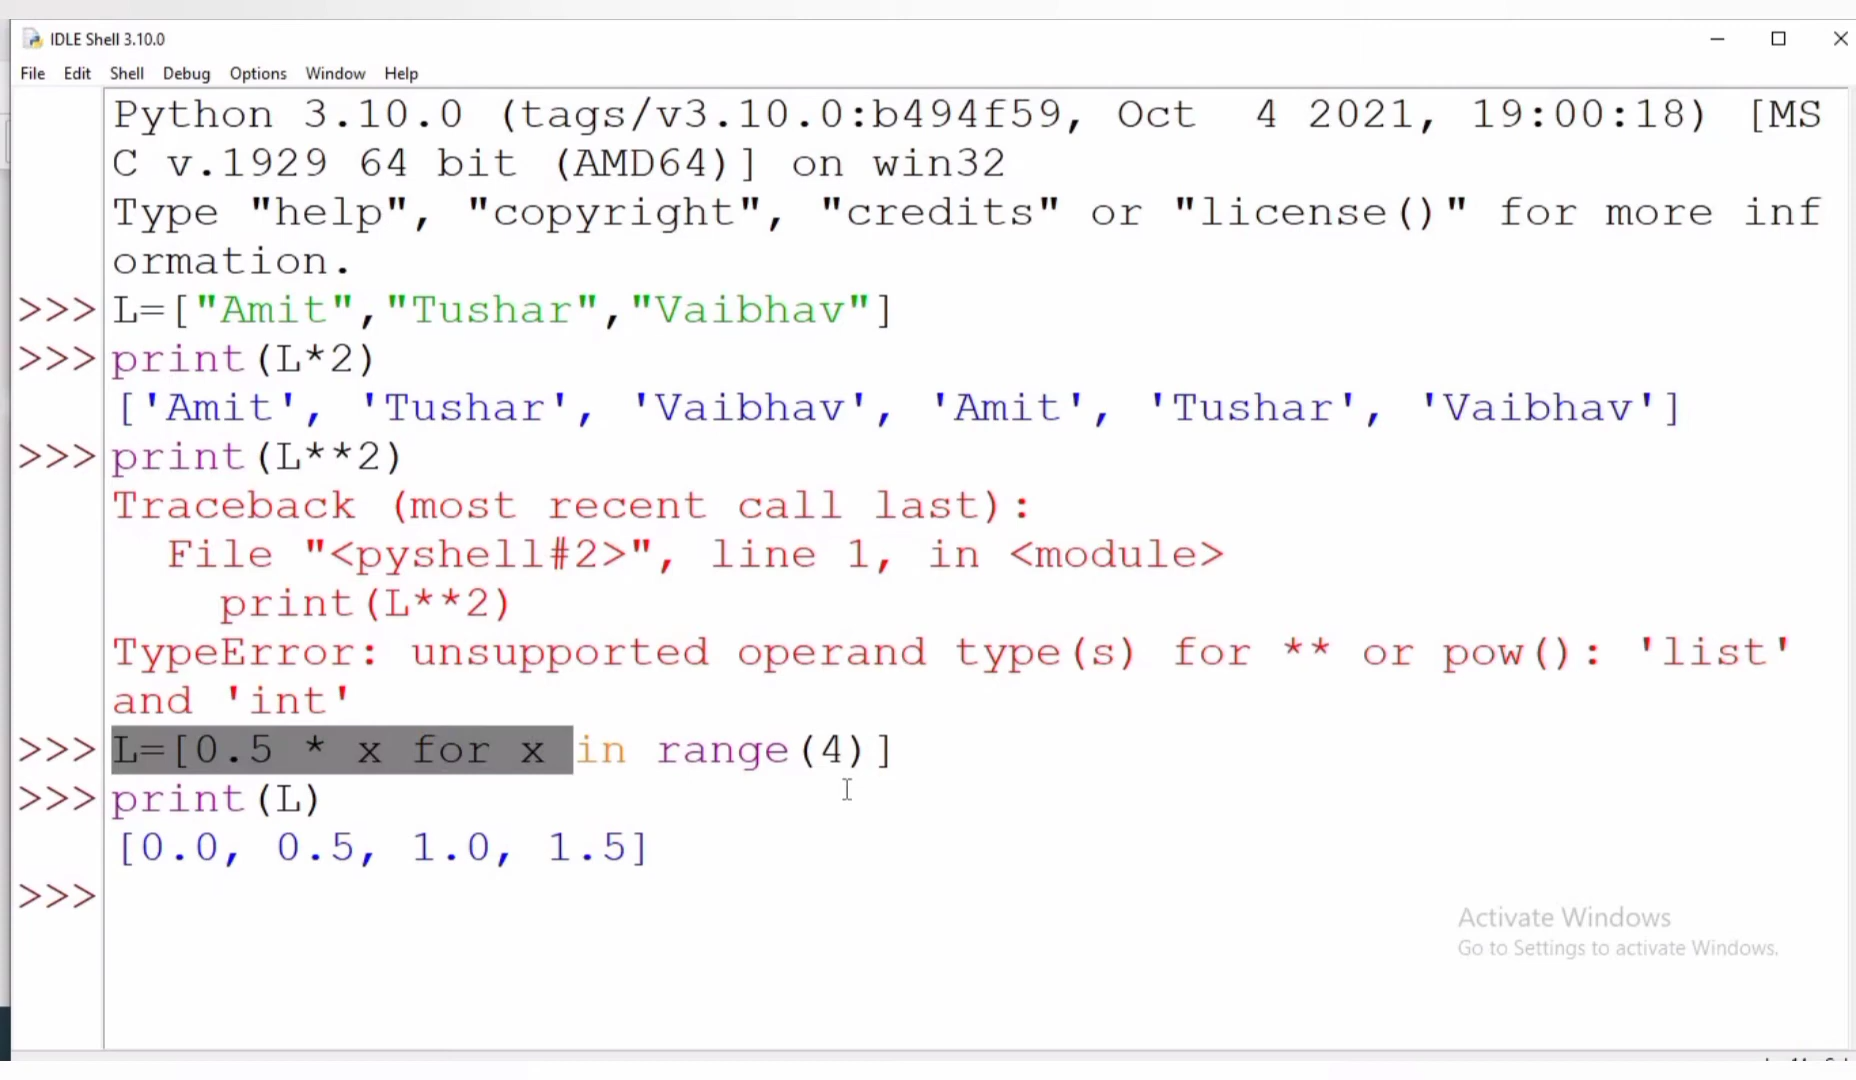 IDLE Shell 3.10.0
File Edit Shell Debug Options Window Help
Python 3.10.0 (tags/v3.10.0:b494f59, Oct  4 2021, 19:00:18) [MS
C v.1929 64 bit (AMD64)] on win32
Type "help", "copyright", "credits" or "license()" for more inf
ormation.
>>> L=["Amit","Tushar","Vaibhav"]
>>> print(L*2)
['Amit', 'Tushar', 'Vaibhav', 'Amit', 'Tushar', 'Vaibhav']
>>> print(L**2)
Traceback (most recent call last):
  File "<pyshell#2>", line 1, in <module>
    print(L**2)
TypeError: unsupported operand type(s) for ** or pow(): 'list'
and 'int'
>>> L=[0.5 * x for x in range(4)]
>>> print(L)
[0.0, 0.5, 1.0, 1.5]
>>>
Activate Windows
Go to Settings to activate Windows.